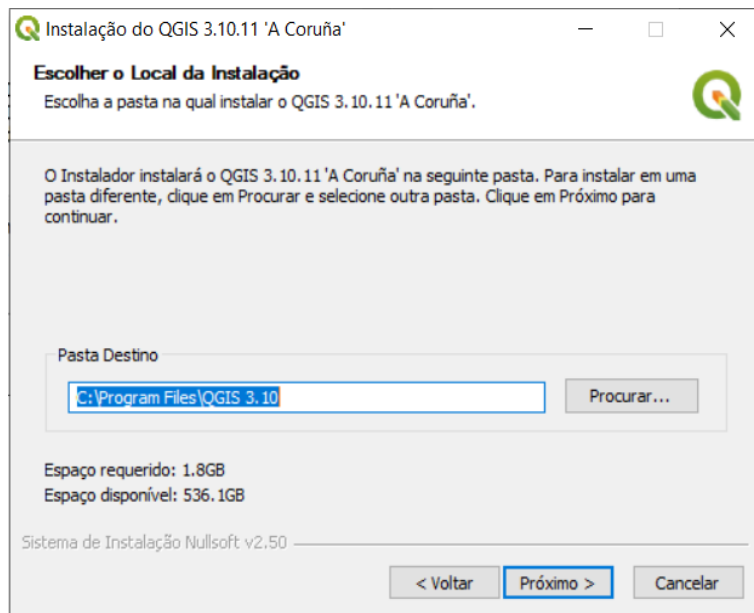 Instalação do QGIS 3.10.11 'A Coruña'
Escolher o Local da Instalação
Escolha a pasta na qual instalar o QGIS 3.10.11 'A Coruña'.
O Instalador instalará o QGIS 3.10.11 'A Coruña' na seguinte pasta. Para instalar em uma
pasta diferente, clique em Procurar e selecione outra pasta. Clique em Próximo para
continuar.
Pasta Destino
C:\Program Files\QGIS 3.10
Procurar...
Espaço requerido: 1.8GB
Espaço disponível: 536.1GB
Sistema de Instalação Nullsoft v2.50
< Voltar
Próximo >
Cancelar